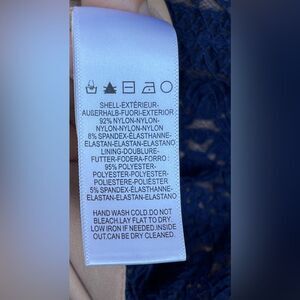 SHELL-EXTÉRIEUR-
AUßERHALB-FUORI-EXTERIOR
92% NYLON-NYLON-
NYLON-NYLON-NYLON
8% SPANDEX-ÉLASTHANNE-
ELASTAN-ELASTAN-ELASTANO
LINING-DOUBLURE-
FUTTER-FODERA-FORRO
95% POLYESTER-
POLYESTER-POLYESTER-
POLIESTERE-POLIÉSTER
5% SPANDEX-ÉLASTHANNE-
ELASTAN-ELASTAN-ELASTANO
HAND WASH COLD.DO NOT
BLEACH.LAY FLAT TO DRY.
LOW IRON IF NEEDED.INSIDE
OUT.CAN BE DRY CLEANED.